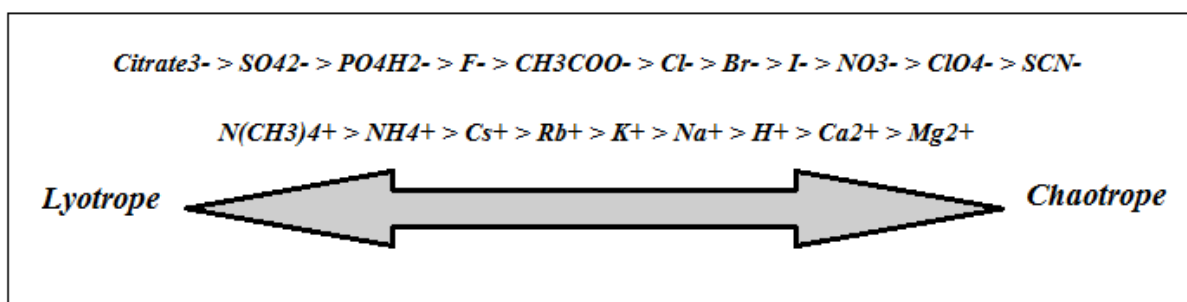 Citrate3- > SO42- > PO4H2- > F- > CH3COO- > Cl- > Br- > I- > NO3- > ClO4- > SCN-
N(CH3)4+ > NH4+ > Cs+ > Rb+ > K+ > Na+ > H+ > Ca2+ > Mg2+
Lyotrope
Chaotrope